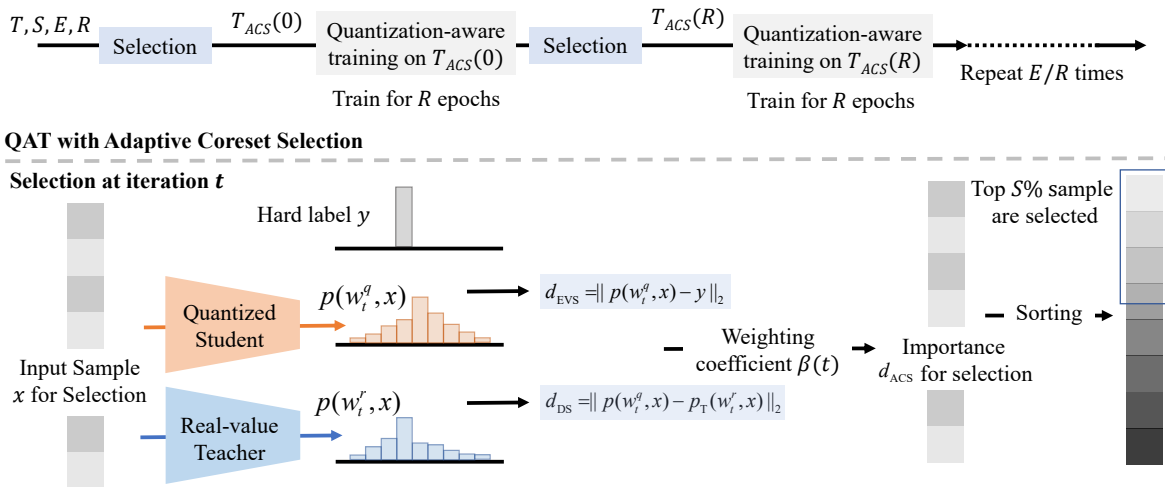 T, S, E, R
Selection
T_ACS(0)
Quantization-aware
training on T_ACS(0)
Train for R epochs
Selection
T_ACS(R)
Quantization-aware
training on T_ACS(R)
Train for R epochs
Repeat E/R times
QAT with Adaptive Coreset Selection
Selection at iteration t
Hard label y
Input Sample
x for Selection
Quantized
Student
p(w_t^q, x)
d_EVS = || p(w_t^q, x) − y ||_2
Real-value
Teacher
p(w_t^r, x)
d_DS = || p(w_t^q, x) − p_T(w_t^r, x) ||_2
Weighting
coefficient β(t)
Importance
d_ACS for selection
Sorting
Top S% sample
are selected